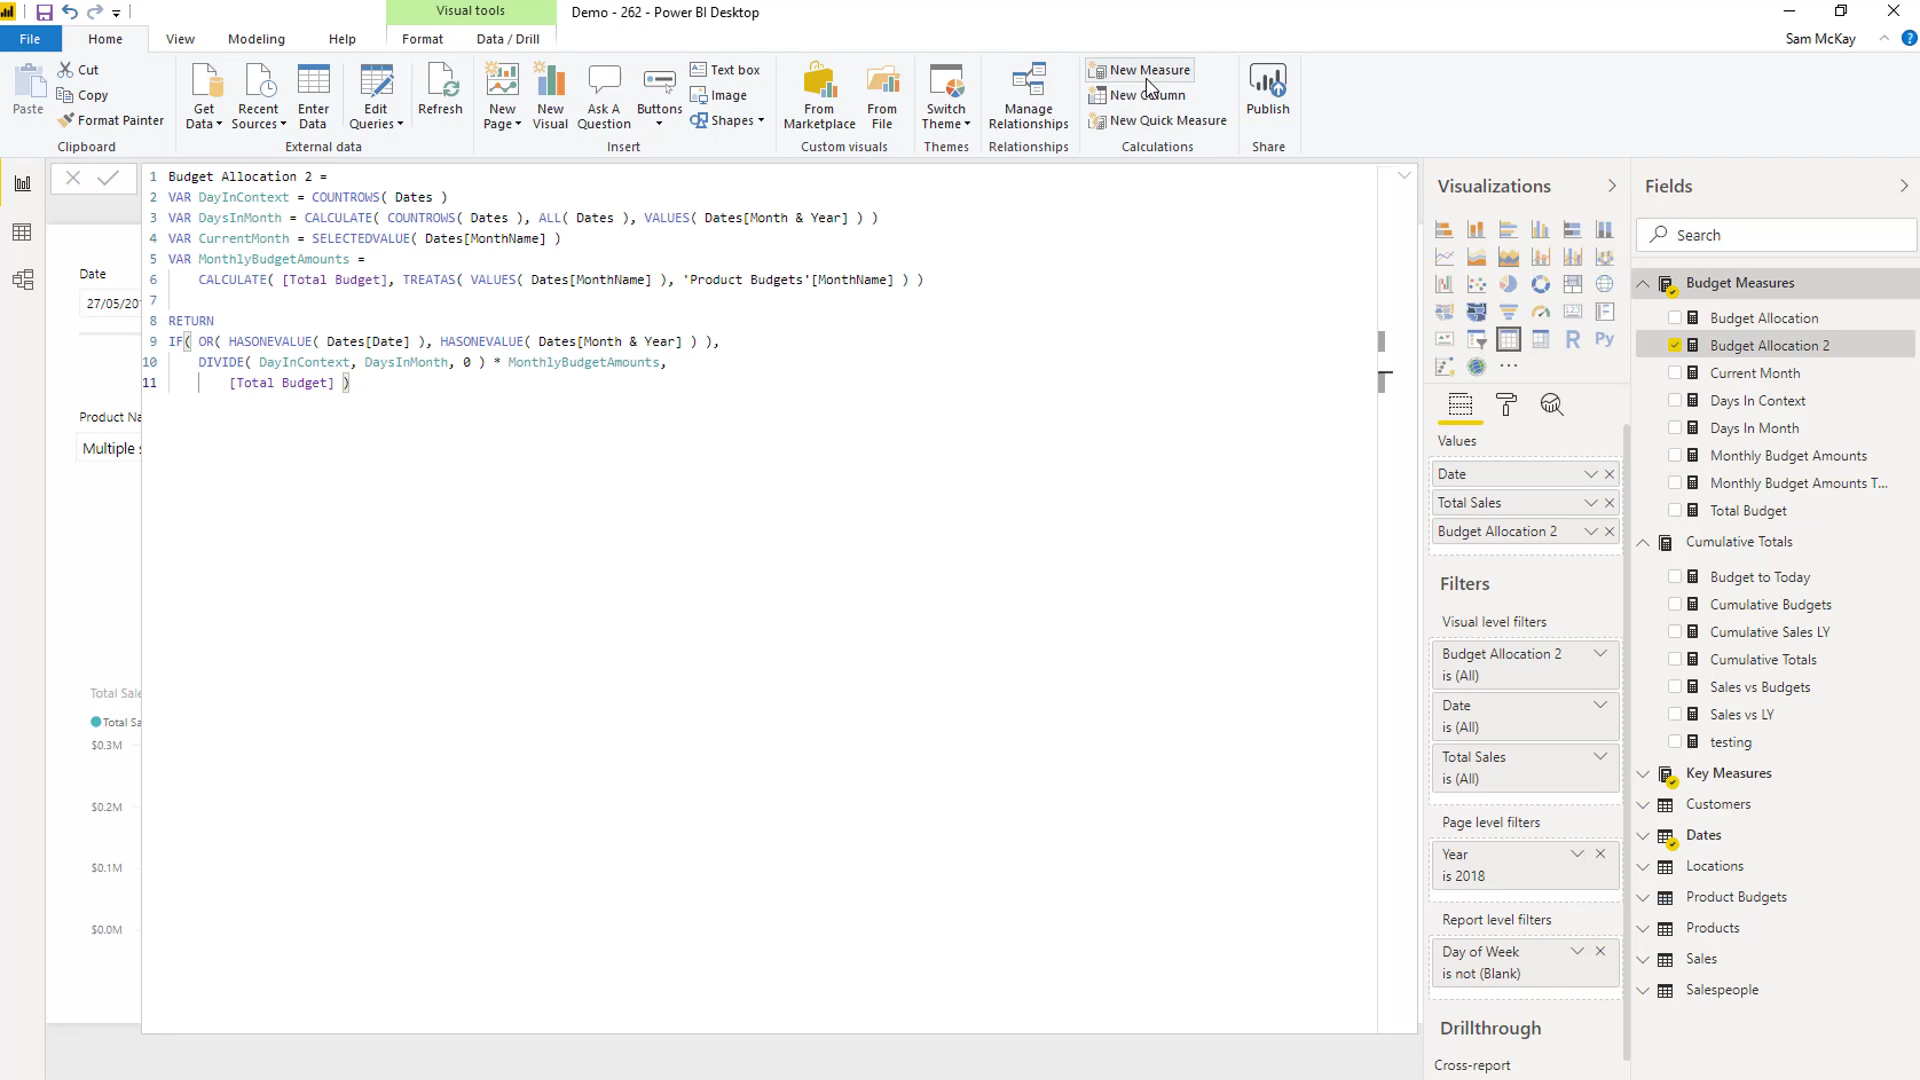 Visual tools
Demo - 262 - Power BI Desktop
File
Home
View
Modeling
Help
Format
Data / Drill
Sam McKay
Paste
Cut
Copy
Format Painter
Clipboard
Get Data
Recent Sources
Enter Data
Edit Queries
Refresh
External data
New Page
New Visual
Ask A Question
Buttons
Text box
Image
Shapes
Insert
From Marketplace
From File
Custom visuals
Switch Theme
Themes
Manage Relationships
Relationships
New Measure
New Column
New Quick Measure
Calculations
Publish
Share
1 Budget Allocation 2 =
2 VAR DayInContext = COUNTROWS( Dates )
3 VAR DaysInMonth = CALCULATE( COUNTROWS( Dates ), ALL( Dates ), VALUES( Dates[Month & Year] ) )
4 VAR CurrentMonth = SELECTEDVALUE( Dates[MonthName] )
5 VAR MonthlyBudgetAmounts =
6 CALCULATE( [Total Budget], TREATAS( VALUES( Dates[MonthName] ), 'Product Budgets'[MonthName] ) )
7
8 RETURN
9 IF( OR( HASONEVALUE( Dates[Date] ), HASONEVALUE( Dates[Month & Year] ) ),
10 DIVIDE( DayInContext, DaysInMonth, 0 ) * MonthlyBudgetAmounts,
11 [Total Budget] )
Date
27/05/20
Product Na
Multiple s
Total Sale
Total Sa
$0.3M
$0.2M
$0.1M
$0.0M
Visualizations
R
Py
Values
Date
Total Sales
Budget Allocation 2
Filters
Visual level filters
Budget Allocation 2
is (All)
Date
is (All)
Total Sales
is (All)
Page level filters
Year
is 2018
Report level filters
Day of Week
is not (Blank)
Drillthrough
Cross-report
Fields
Search
Budget Measures
Budget Allocation
Budget Allocation 2
Current Month
Days In Context
Days In Month
Monthly Budget Amounts
Monthly Budget Amounts T...
Total Budget
Cumulative Totals
Budget to Today
Cumulative Budgets
Cumulative Sales LY
Cumulative Totals
Sales vs Budgets
Sales vs LY
testing
Key Measures
Customers
Dates
Locations
Product Budgets
Products
Sales
Salespeople